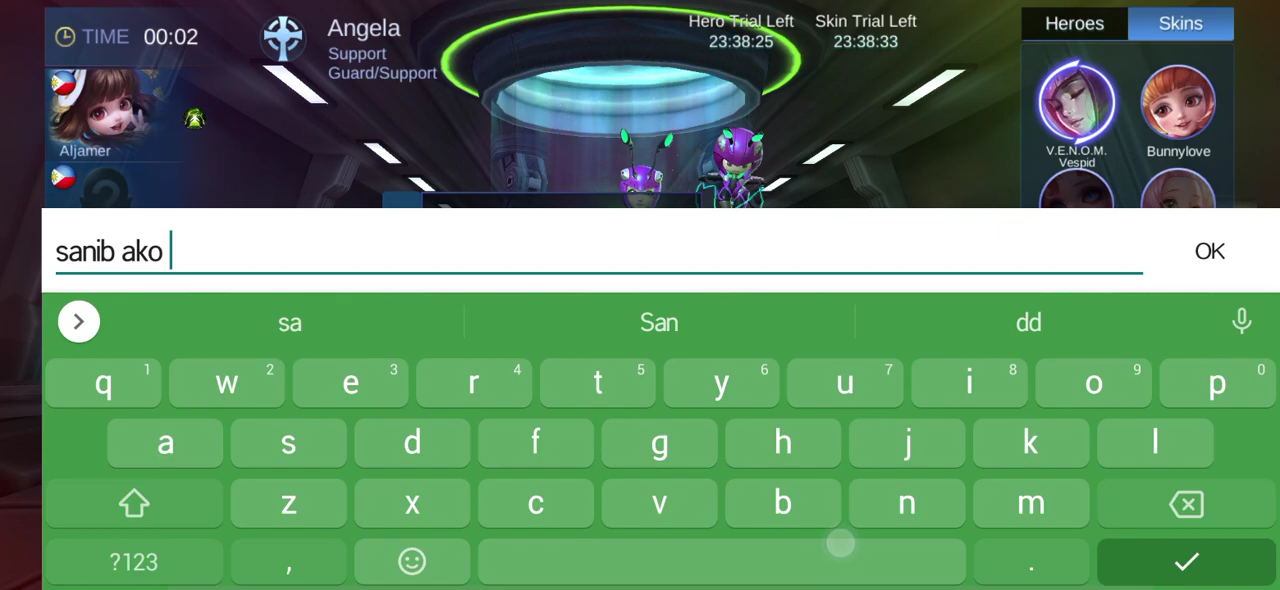 TIME 00:02
Angela
Support
Guard/Support
Hero Trial Left
23:38:25
Skin Trial Left
23:38:33
Heroes Skins
Aljamer
V.E.N.O.M.
Vespid
Bunnylove
sanib ako
OK
sa San dd
q 1 w 2 e 3 r 4 t 5 y 6 u 7 i 8 o 9 p 0
a s d f g h j k l
z x c v b n m
?123 , .